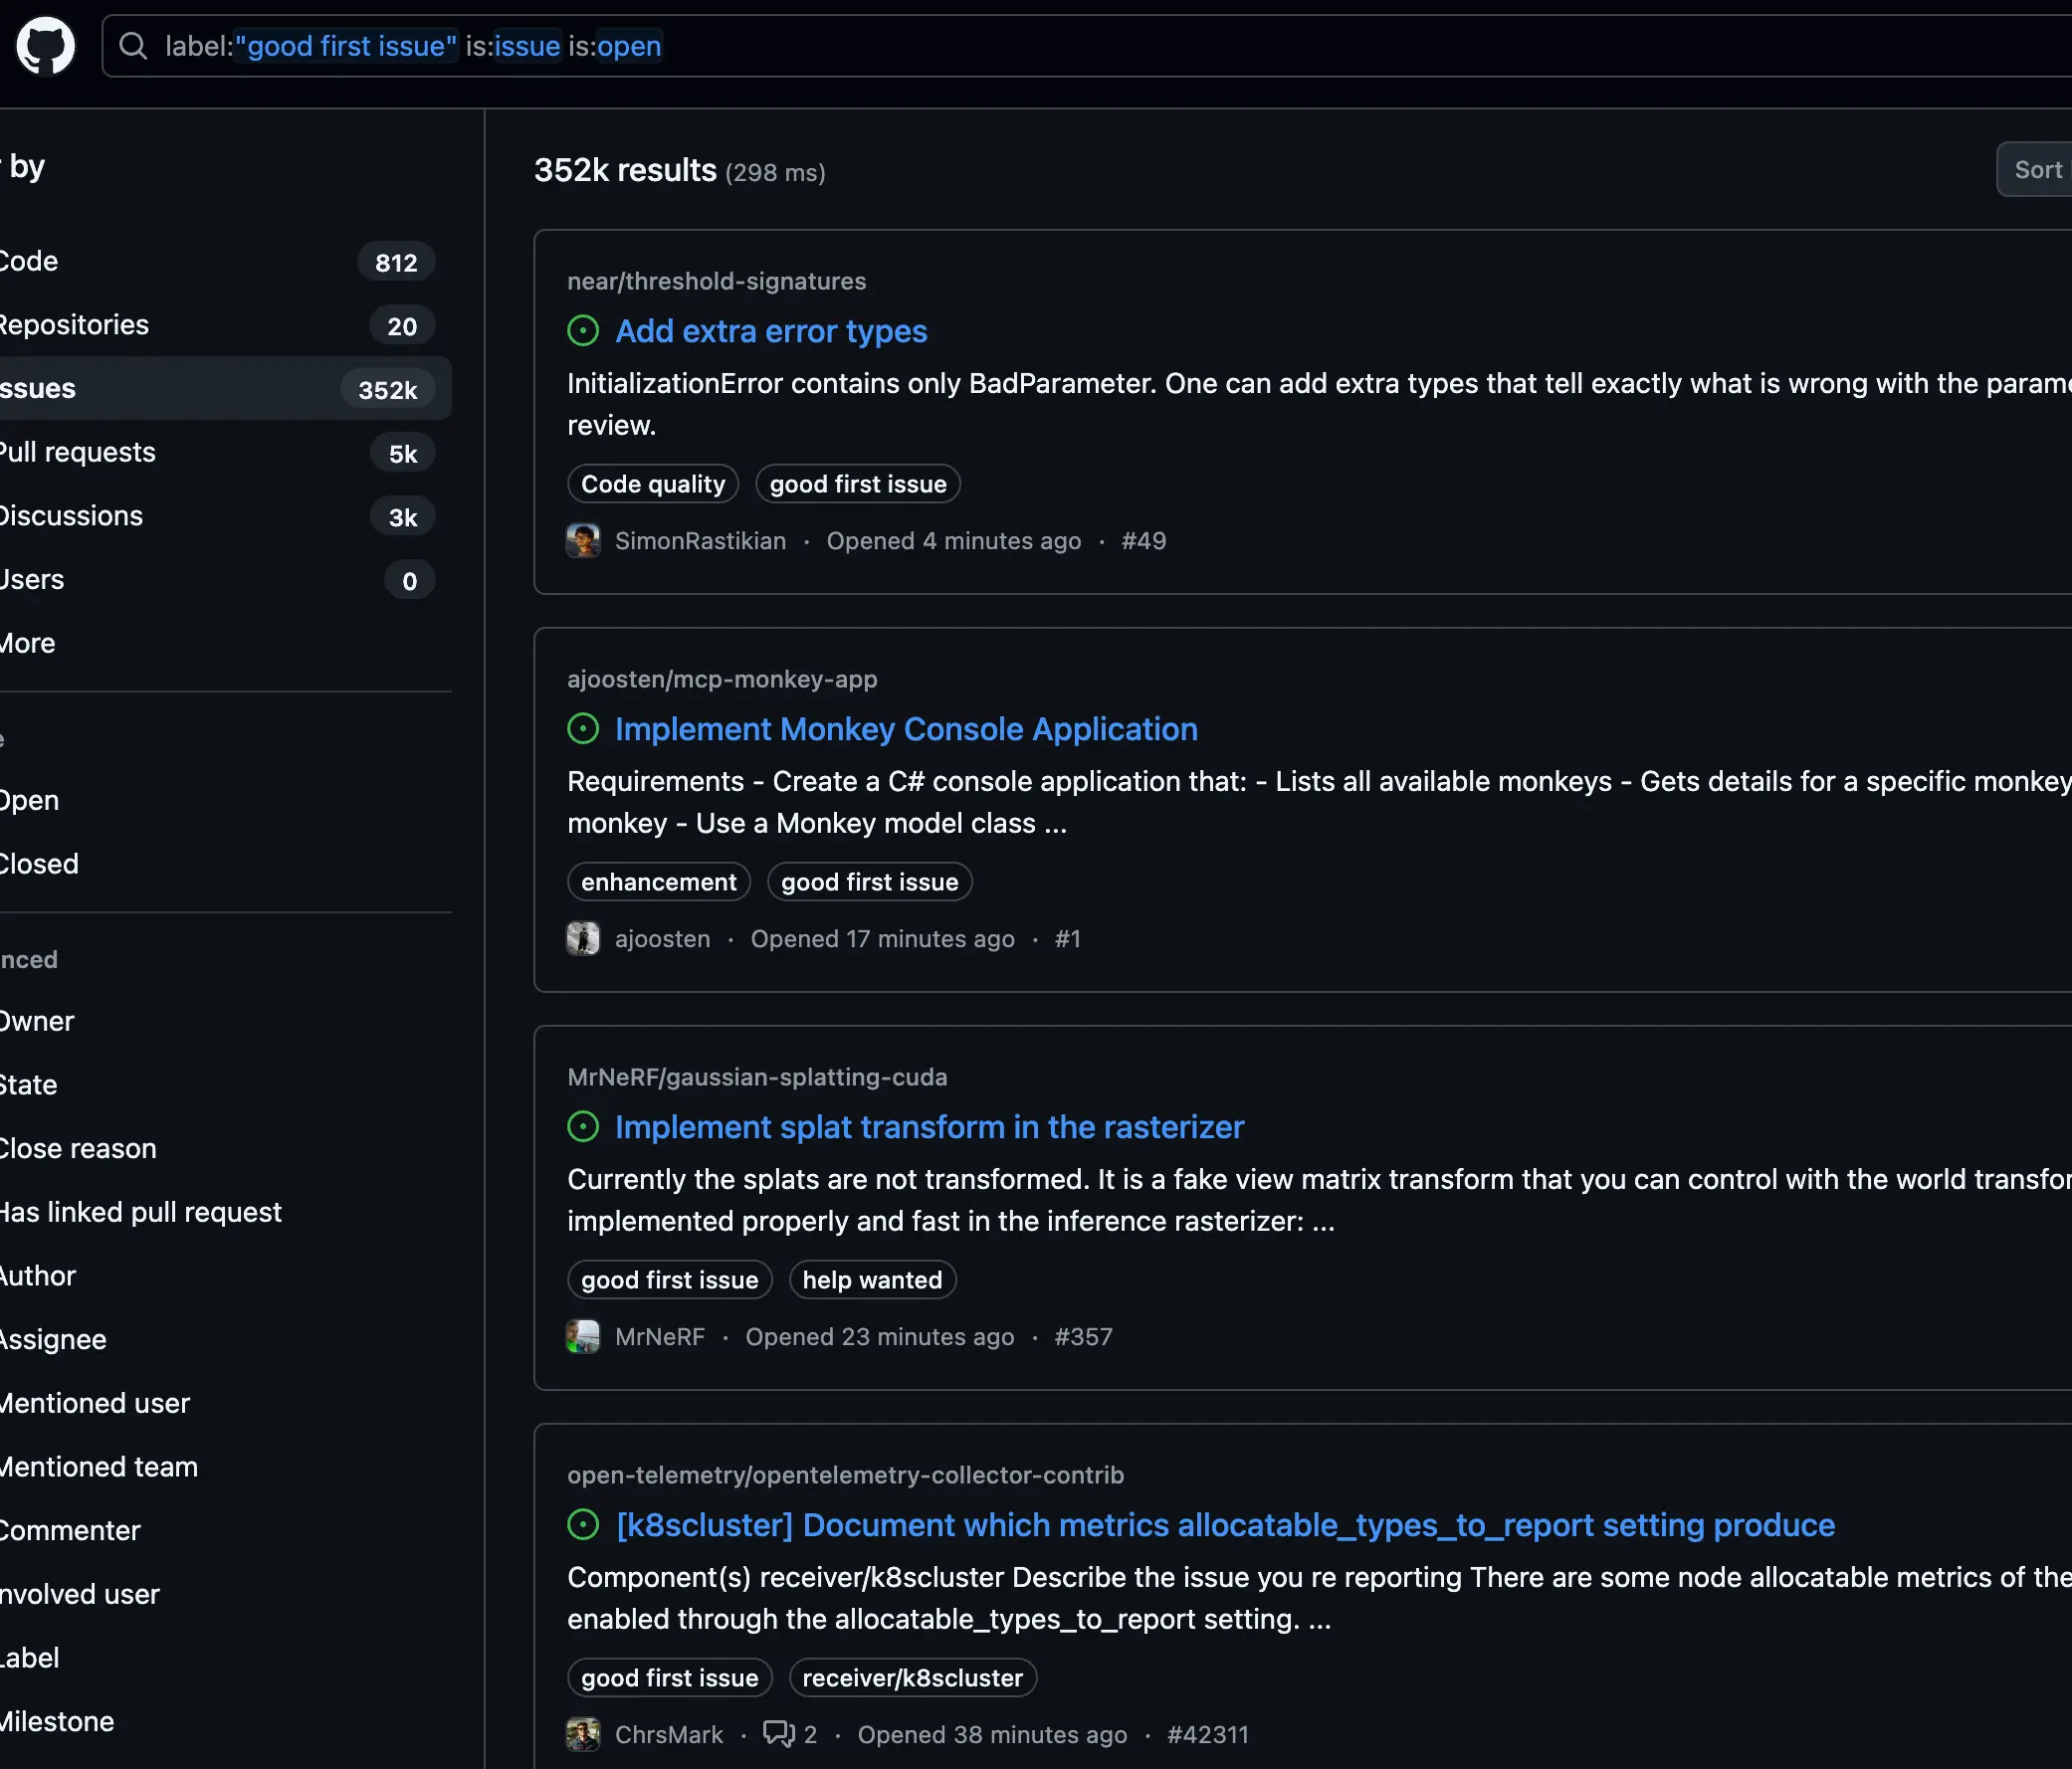 label:"good first issue" is:issue is:open
by
Code 812
Repositories 20
Issues 352k
Pull requests 5k
Discussions 3k
Users 0
More
Open
Closed
Owner
State
Close reason
Has linked pull request
Author
Assignee
Mentioned user
Mentioned team
Commenter
Involved user
Label
Milestone
352k results (298 ms)
Sort
near/threshold-signatures
Add extra error types
InitializationError contains only BadParameter. One can add extra types that tell exactly what is wrong with the
review.
Code quality good first issue
SimonRastikian · Opened 4 minutes ago · #49
ajoosten/mcp-monkey-app
Implement Monkey Console Application
Requirements - Create a C# console application that: - Lists all available monkeys - Gets details for a specific monkey
monkey - Use a Monkey model class ...
enhancement good first issue
ajoosten · Opened 17 minutes ago · #1
MrNeRF/gaussian-splatting-cuda
Implement splat transform in the rasterizer
Currently the splats are not transformed. It is a fake view matrix transform that you can control with the world
implemented properly and fast in the inference rasterizer: ...
good first issue help wanted
MrNeRF · Opened 23 minutes ago · #357
open-telemetry/opentelemetry-collector-contrib
[k8scluster] Document which metrics allocatable_types_to_report setting produce
Component(s) receiver/k8scluster Describe the issue you re reporting There are some node allocatable metrics of the
enabled through the allocatable_types_to_report setting. ...
good first issue receiver/k8scluster
ChrsMark · 2 · Opened 38 minutes ago · #42311